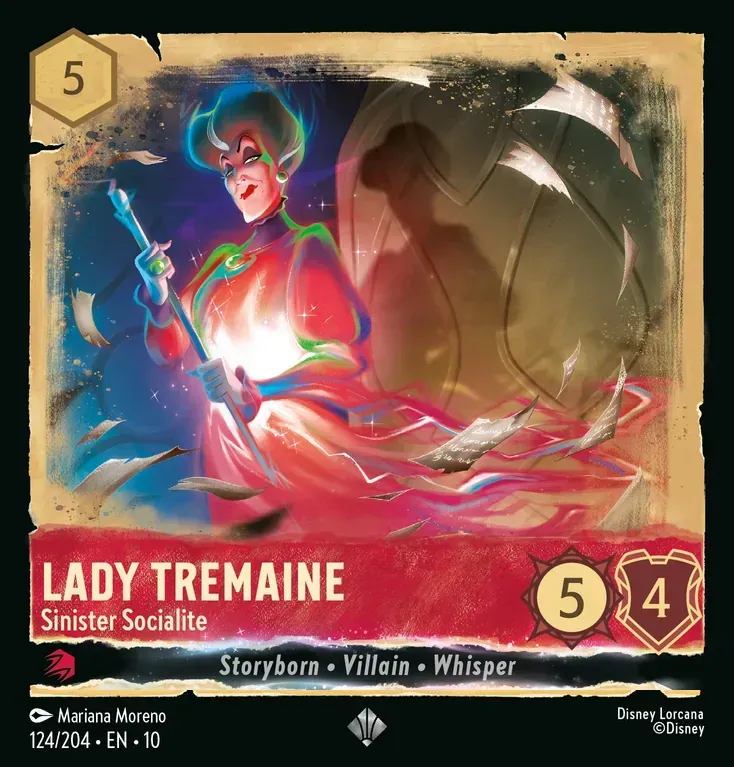 5
LADY TREMAINE
Sinister Socialite
5 4
Storyborn • Villain • Whisper
Mariana Moreno
124/204 • EN • 10
Disney Lorcana
©Disney